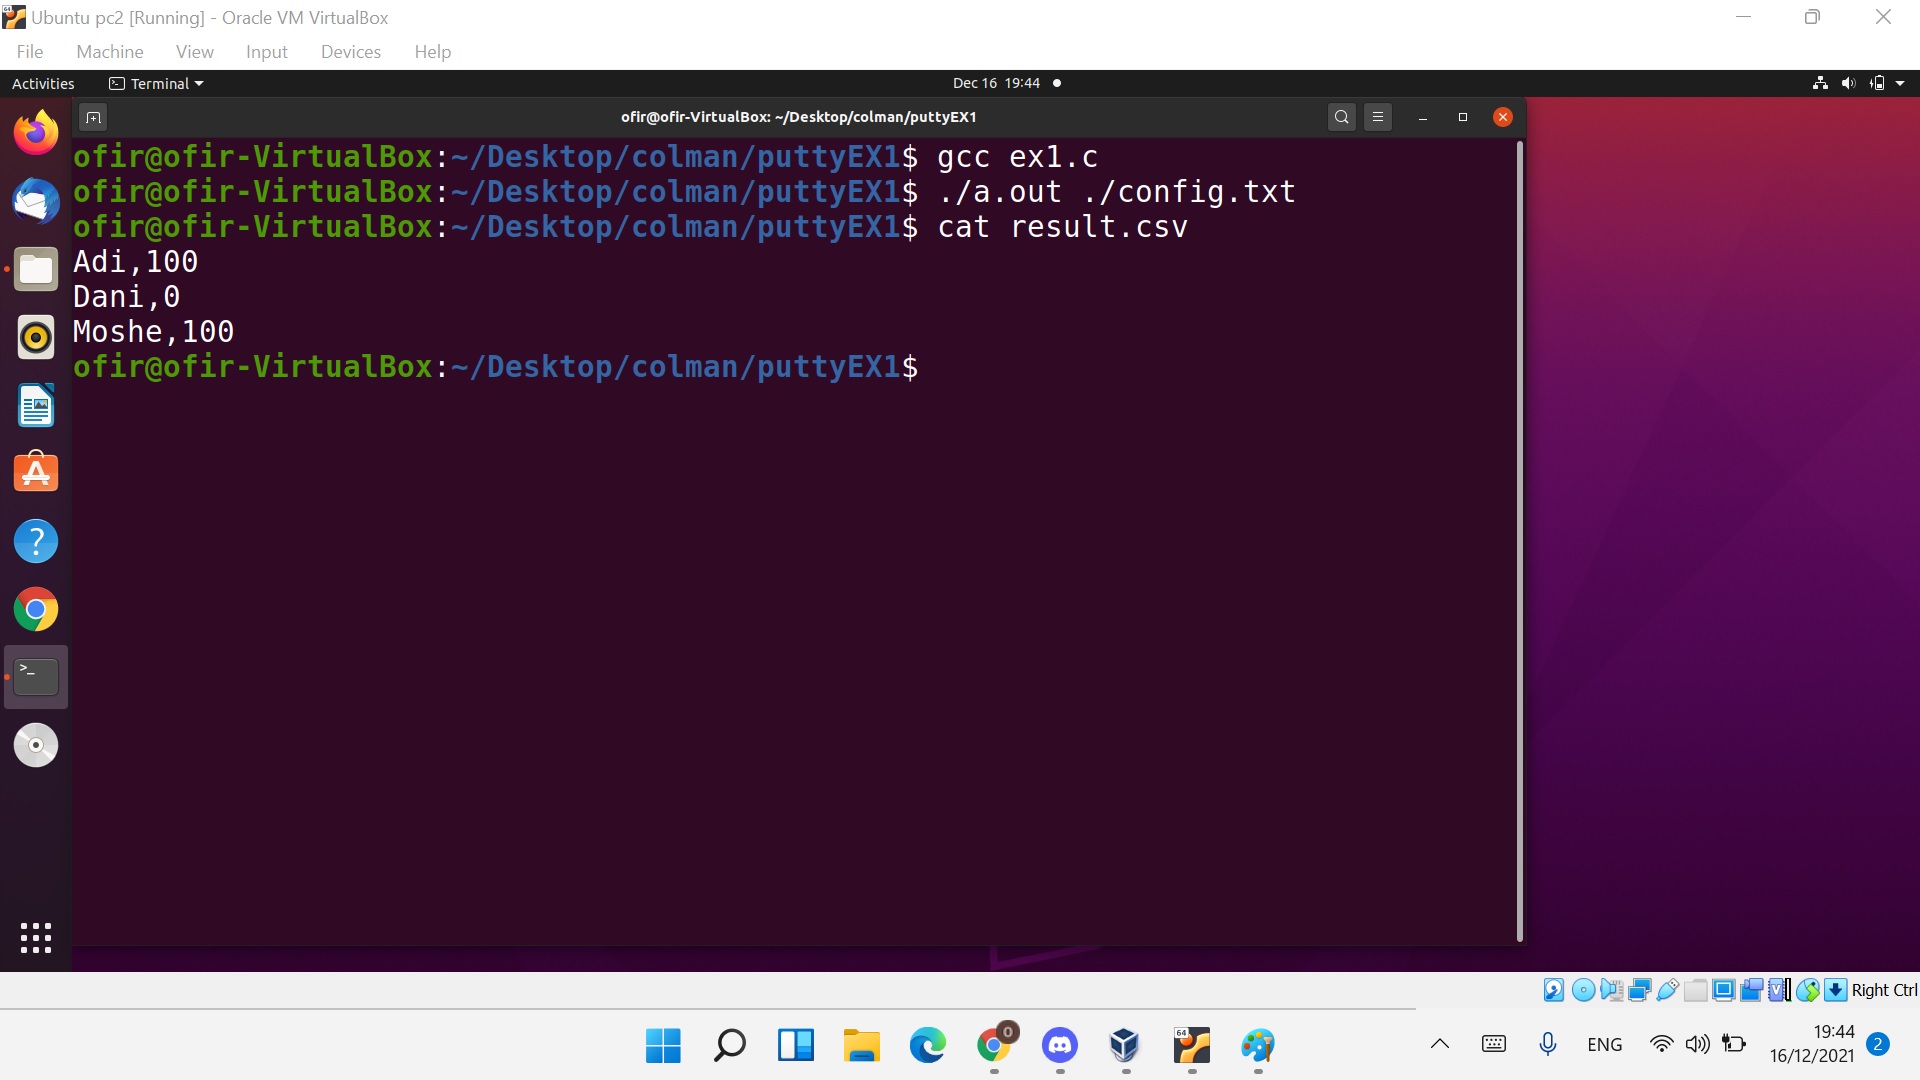 Ubuntu pc2 [Running] - Oracle VM VirtualBox
File Machine View Input Devices Help
Activities Terminal Dec 16 19:44
ofir@ofir-VirtualBox: ~/Desktop/colman/puttyEX1
ofir@ofir-VirtualBox:~/Desktop/colman/puttyEX1$ gcc ex1.c
ofir@ofir-VirtualBox:~/Desktop/colman/puttyEX1$ ./a.out ./config.txt
ofir@ofir-VirtualBox:~/Desktop/colman/puttyEX1$ cat result.csv
Adi,100
Dani,0
Moshe,100
ofir@ofir-VirtualBox:~/Desktop/colman/puttyEX1$
Right Ctrl
64
ENG
19:44
16/12/2021
2